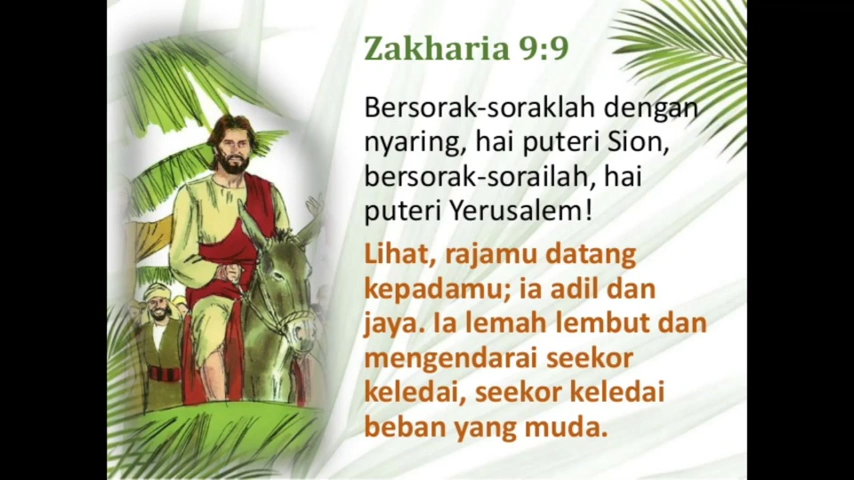 Zakharia 9:9
Bersorak-soraklah dengan
nyaring, hai puteri Sion,
bersorak-sorailah, hai
puteri Yerusalem!
Lihat, rajamu datang
kepadamu; ia adil dan
jaya. Ia lemah lembut dan
mengendarai seekor
keledai, seekor keledai
beban yang muda.